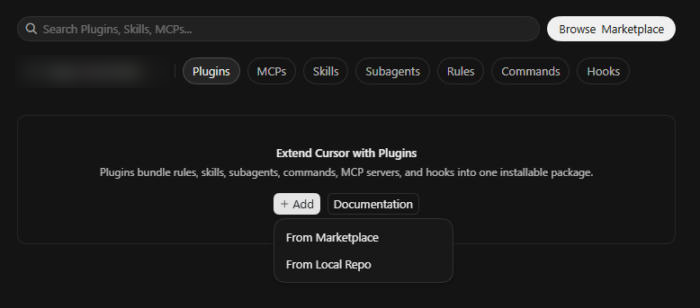 Search Plugins, Skills, MCPs...
Browse Marketplace
Plugins
MCPs
Skills
Subagents
Rules
Commands
Hooks
Extend Cursor with Plugins
Plugins bundle rules, skills, subagents, commands, MCP servers, and hooks into one installable package.
+ Add
Documentation
From Marketplace
From Local Repo